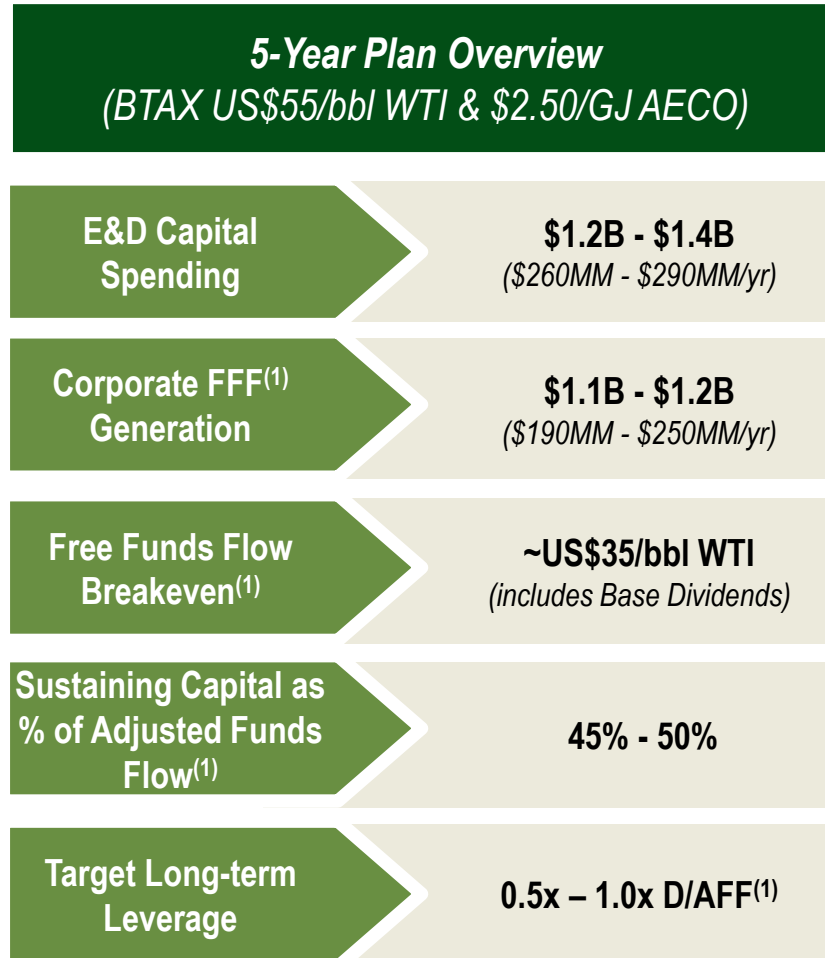 5-Year Plan Overview
(BTAX US$55/bbl WTI & $2.50/GJ AECO)
E&D Capital
Spending
$1.2B - $1.4B
($260MM - $290MM/yr)
Corporate FFF(1)
Generation
$1.1B - $1.2B
($190MM - $250MM/yr)
Free Funds Flow
Breakeven(1)
~US$35/bbl WTI
(includes Base Dividends)
Sustaining Capital as
% of Adjusted Funds
Flow(1)
45% - 50%
Target Long-term
Leverage
0.5x – 1.0x D/AFF(1)